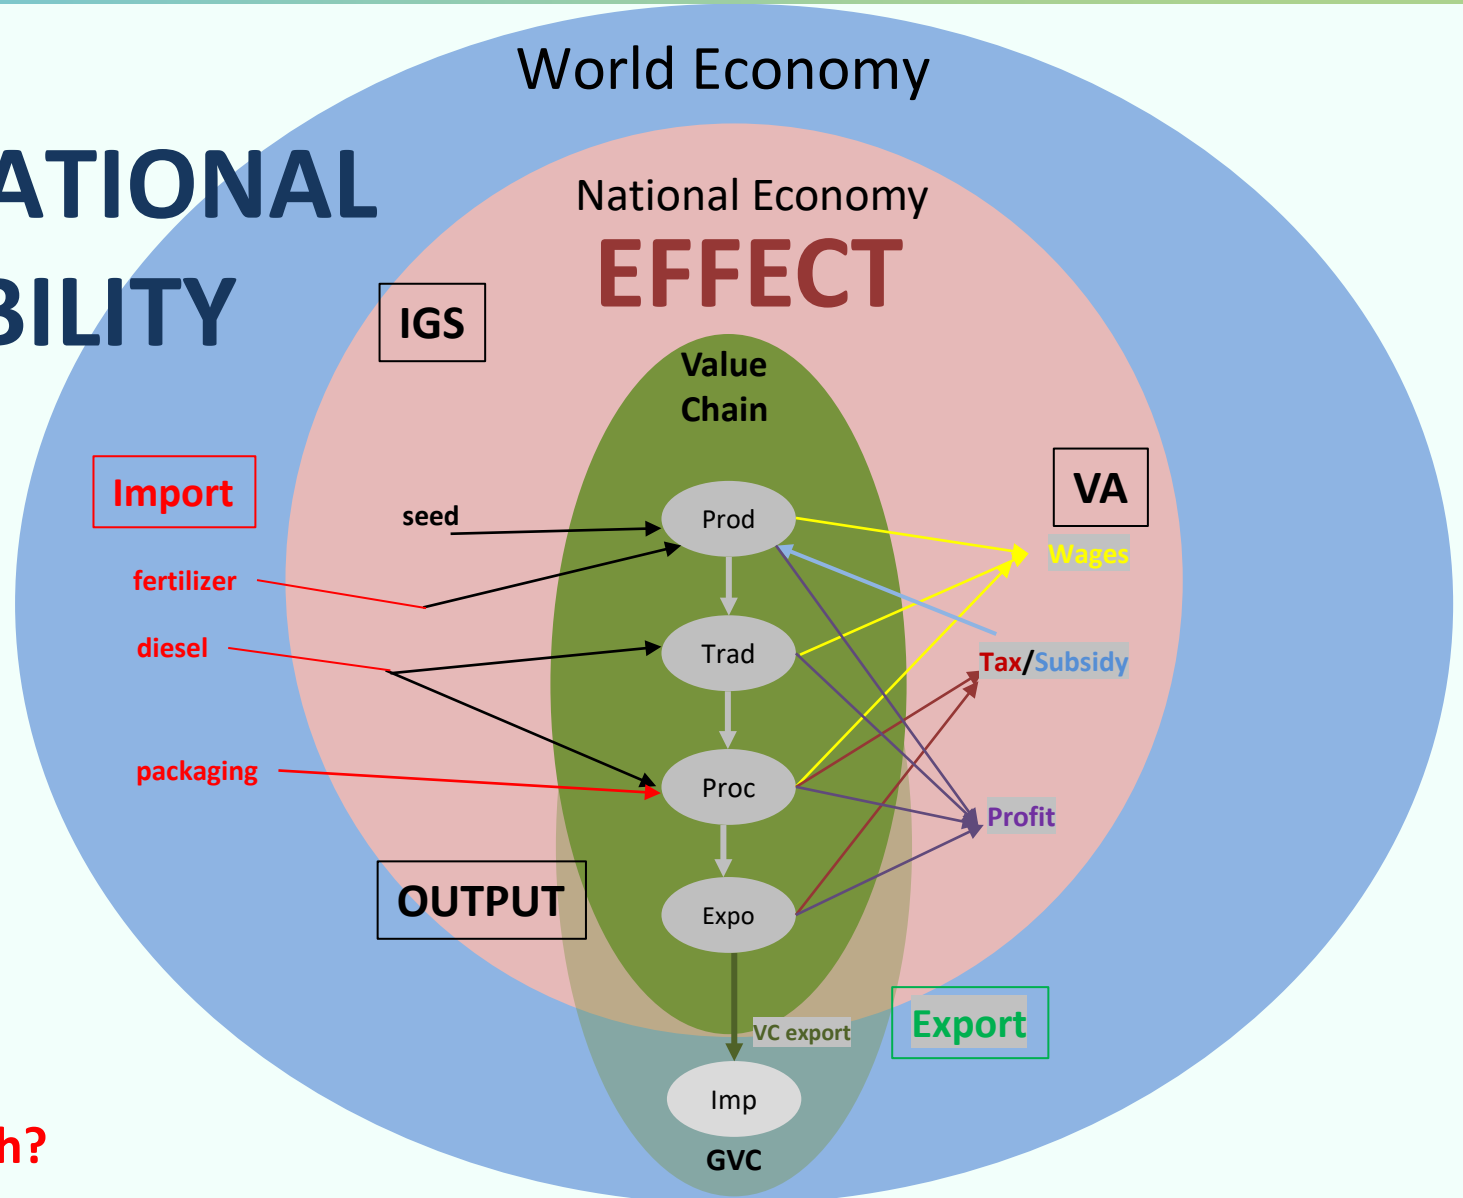 World Economy
ATIONAL
BILITY
National Economy
EFFECT
IGS
Value
Chain
Import
VA
seed
Prod
Wages
fertilizer
diesel
Trad
Tax/Subsidy
packaging
Proc
Profit
OUTPUT
Expo
Export
VC export
Imp
h?
GVC